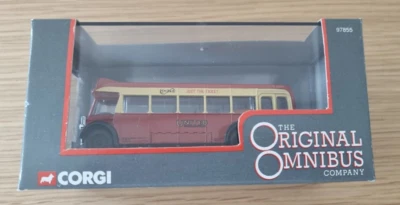 97855
THE
ORIGINAL
OMNIBUS
COMPANY
CORGI